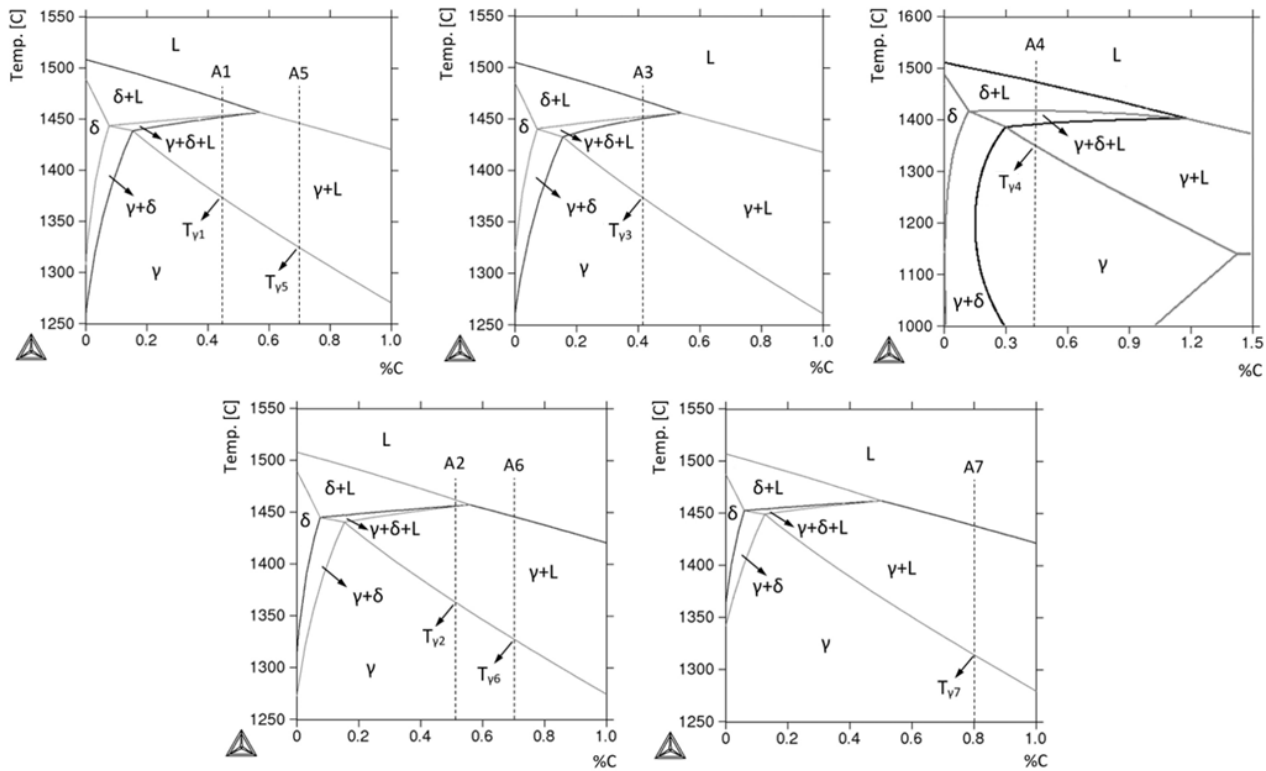 Temp. [C]
1550
1500
1450
1400
1350
1300
1250
0
0.2
0.4
0.6
0.8
1.0
%C
L
A1
A5
δ+L
δ
γ+δ+L
γ+δ
γ+L
Tγ1
Tγ5
γ
Temp. [C]
1550
1500
1450
1400
1350
1300
1250
0
0.2
0.4
0.6
0.8
1.0
%C
A3
L
δ+L
δ
γ+δ+L
γ+δ
γ+L
Tγ3
γ
Temp. [C]
1600
1500
1400
1300
1200
1100
1000
0
0.3
0.6
0.9
1.2
1.5
%C
A4
L
δ+L
δ
γ+δ+L
Tγ4
γ+L
γ
γ+δ
Temp. [C]
1550
1500
1450
1400
1350
1300
1250
0
0.2
0.4
0.6
0.8
1.0
%C
L
A2
A6
δ+L
δ
γ+δ+L
γ+δ
γ+L
Tγ2
Tγ6
γ
Temp. [C]
1550
1500
1450
1400
1350
1300
1250
0
0.2
0.4
0.6
0.8
1.0
%C
L
A7
δ+L
δ
γ+δ+L
γ+δ
γ+L
γ
Tγ7